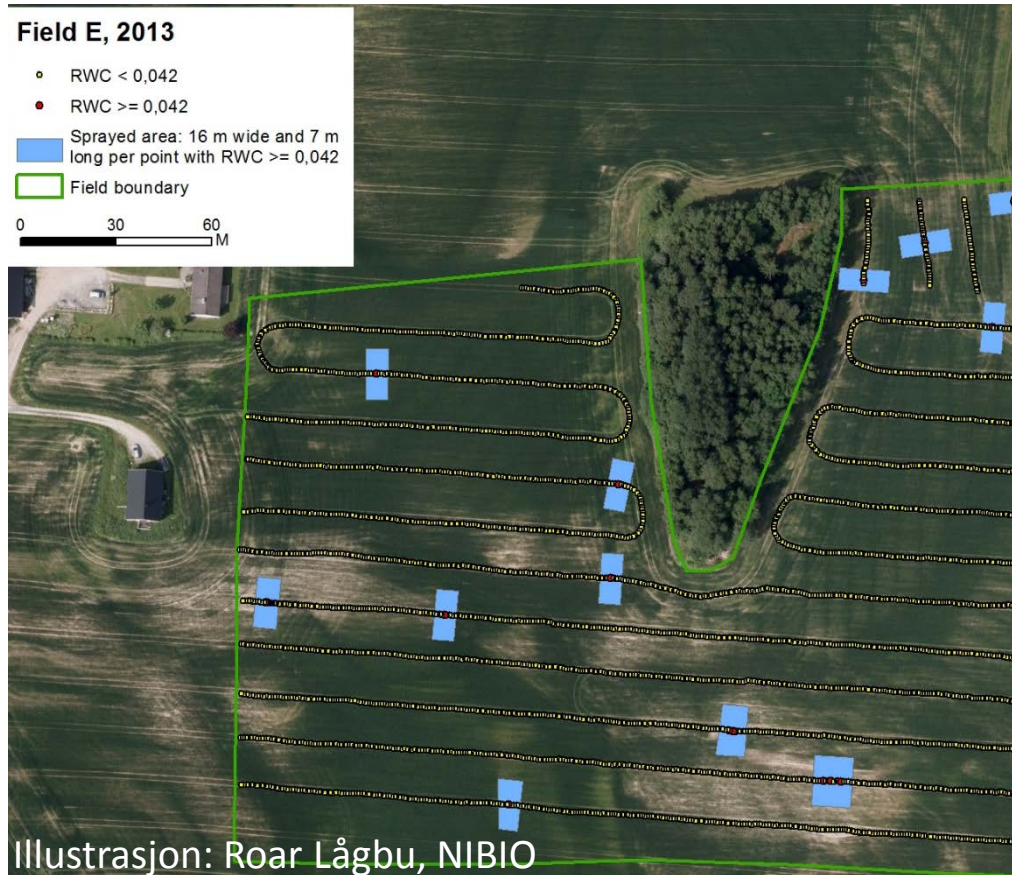 Field E, 2013
RWC < 0,042
RWC >= 0,042
Sprayed area: 16 m wide and 7 m
long per point with RWC >= 0,042
Field boundary
0 30 60
M
Illustrasjon: Roar Lågbu, NIBIO